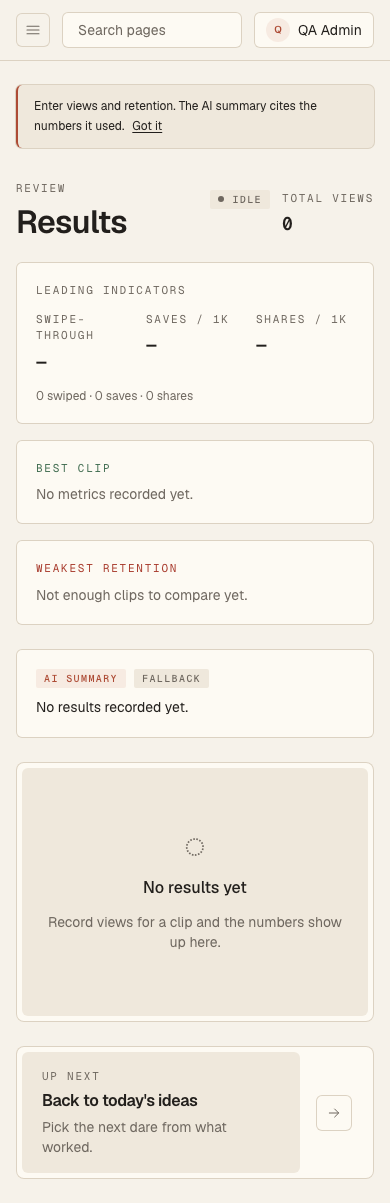 Search pages
Q QA Admin
Enter views and retention. The AI summary cites the
numbers it used. Got it
REVIEW
Results
IDLE
TOTAL VIEWS
0
LEADING INDICATORS
SWIPE-
THROUGH
–
SAVES / 1K
–
SHARES / 1K
–
0 swiped · 0 saves · 0 shares
BEST CLIP
No metrics recorded yet.
WEAKEST RETENTION
Not enough clips to compare yet.
AI SUMMARY FALLBACK
No results recorded yet.
No results yet
Record views for a clip and the numbers show
up here.
UP NEXT
Back to today's ideas
Pick the next dare from what
worked.